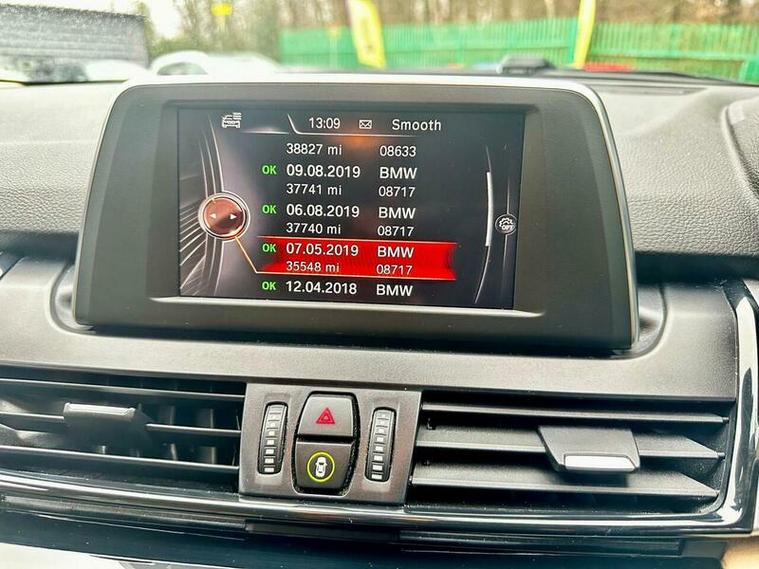 13:09 Smooth
38827 mi 08633
OK 09.08.2019 BMW
37741 mi 08717
OK 06.08.2019 BMW
37740 mi 08717
OK 07.05.2019 BMW
35548 mi 08717
OK 12.04.2018 BMW
OFF